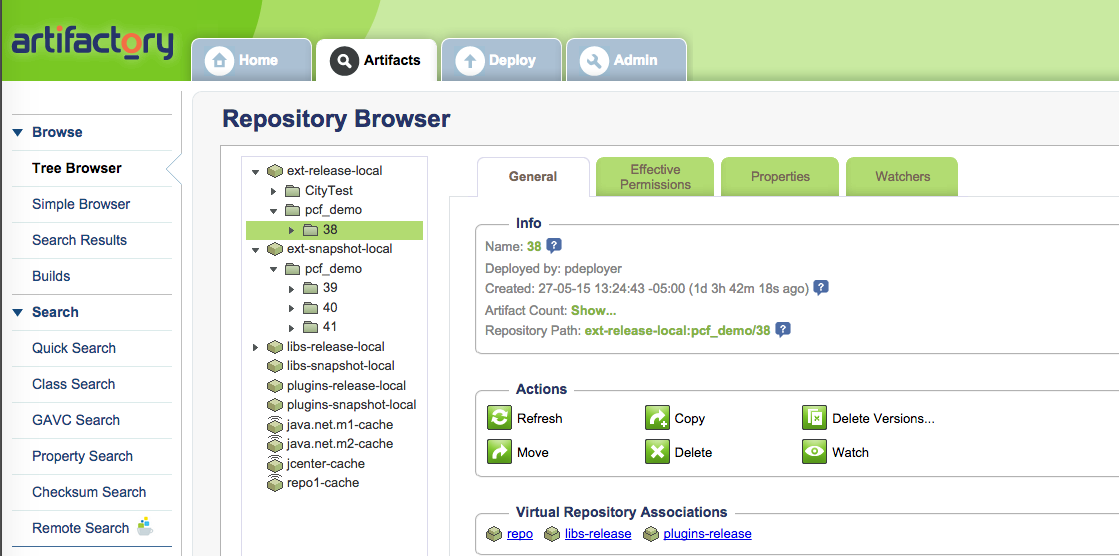 artifactory
Home
Artifacts
Deploy
Admin
Browse
Tree Browser
Simple Browser
Search Results
Builds
Search
Quick Search
Class Search
GAVC Search
Property Search
Checksum Search
Remote Search
Repository Browser
ext-release-local
CityTest
pcf_demo
38
ext-snapshot-local
pcf_demo
39
40
41
libs-release-local
libs-snapshot-local
plugins-release-local
plugins-snapshot-local
java.net.m1-cache
java.net.m2-cache
jcenter-cache
repo1-cache
General
Effective
Permissions
Properties
Watchers
Info
Name: 38 ?
Deployed by: pdeployer
Created: 27-05-15 13:24:43 -05:00 (1d 3h 42m 18s ago) ?
Artifact Count: Show...
Repository Path: ext-release-local:pcf_demo/38 ?
Actions
Refresh Copy Delete Versions...
Move Delete Watch
Virtual Repository Associations
repo libs-release plugins-release